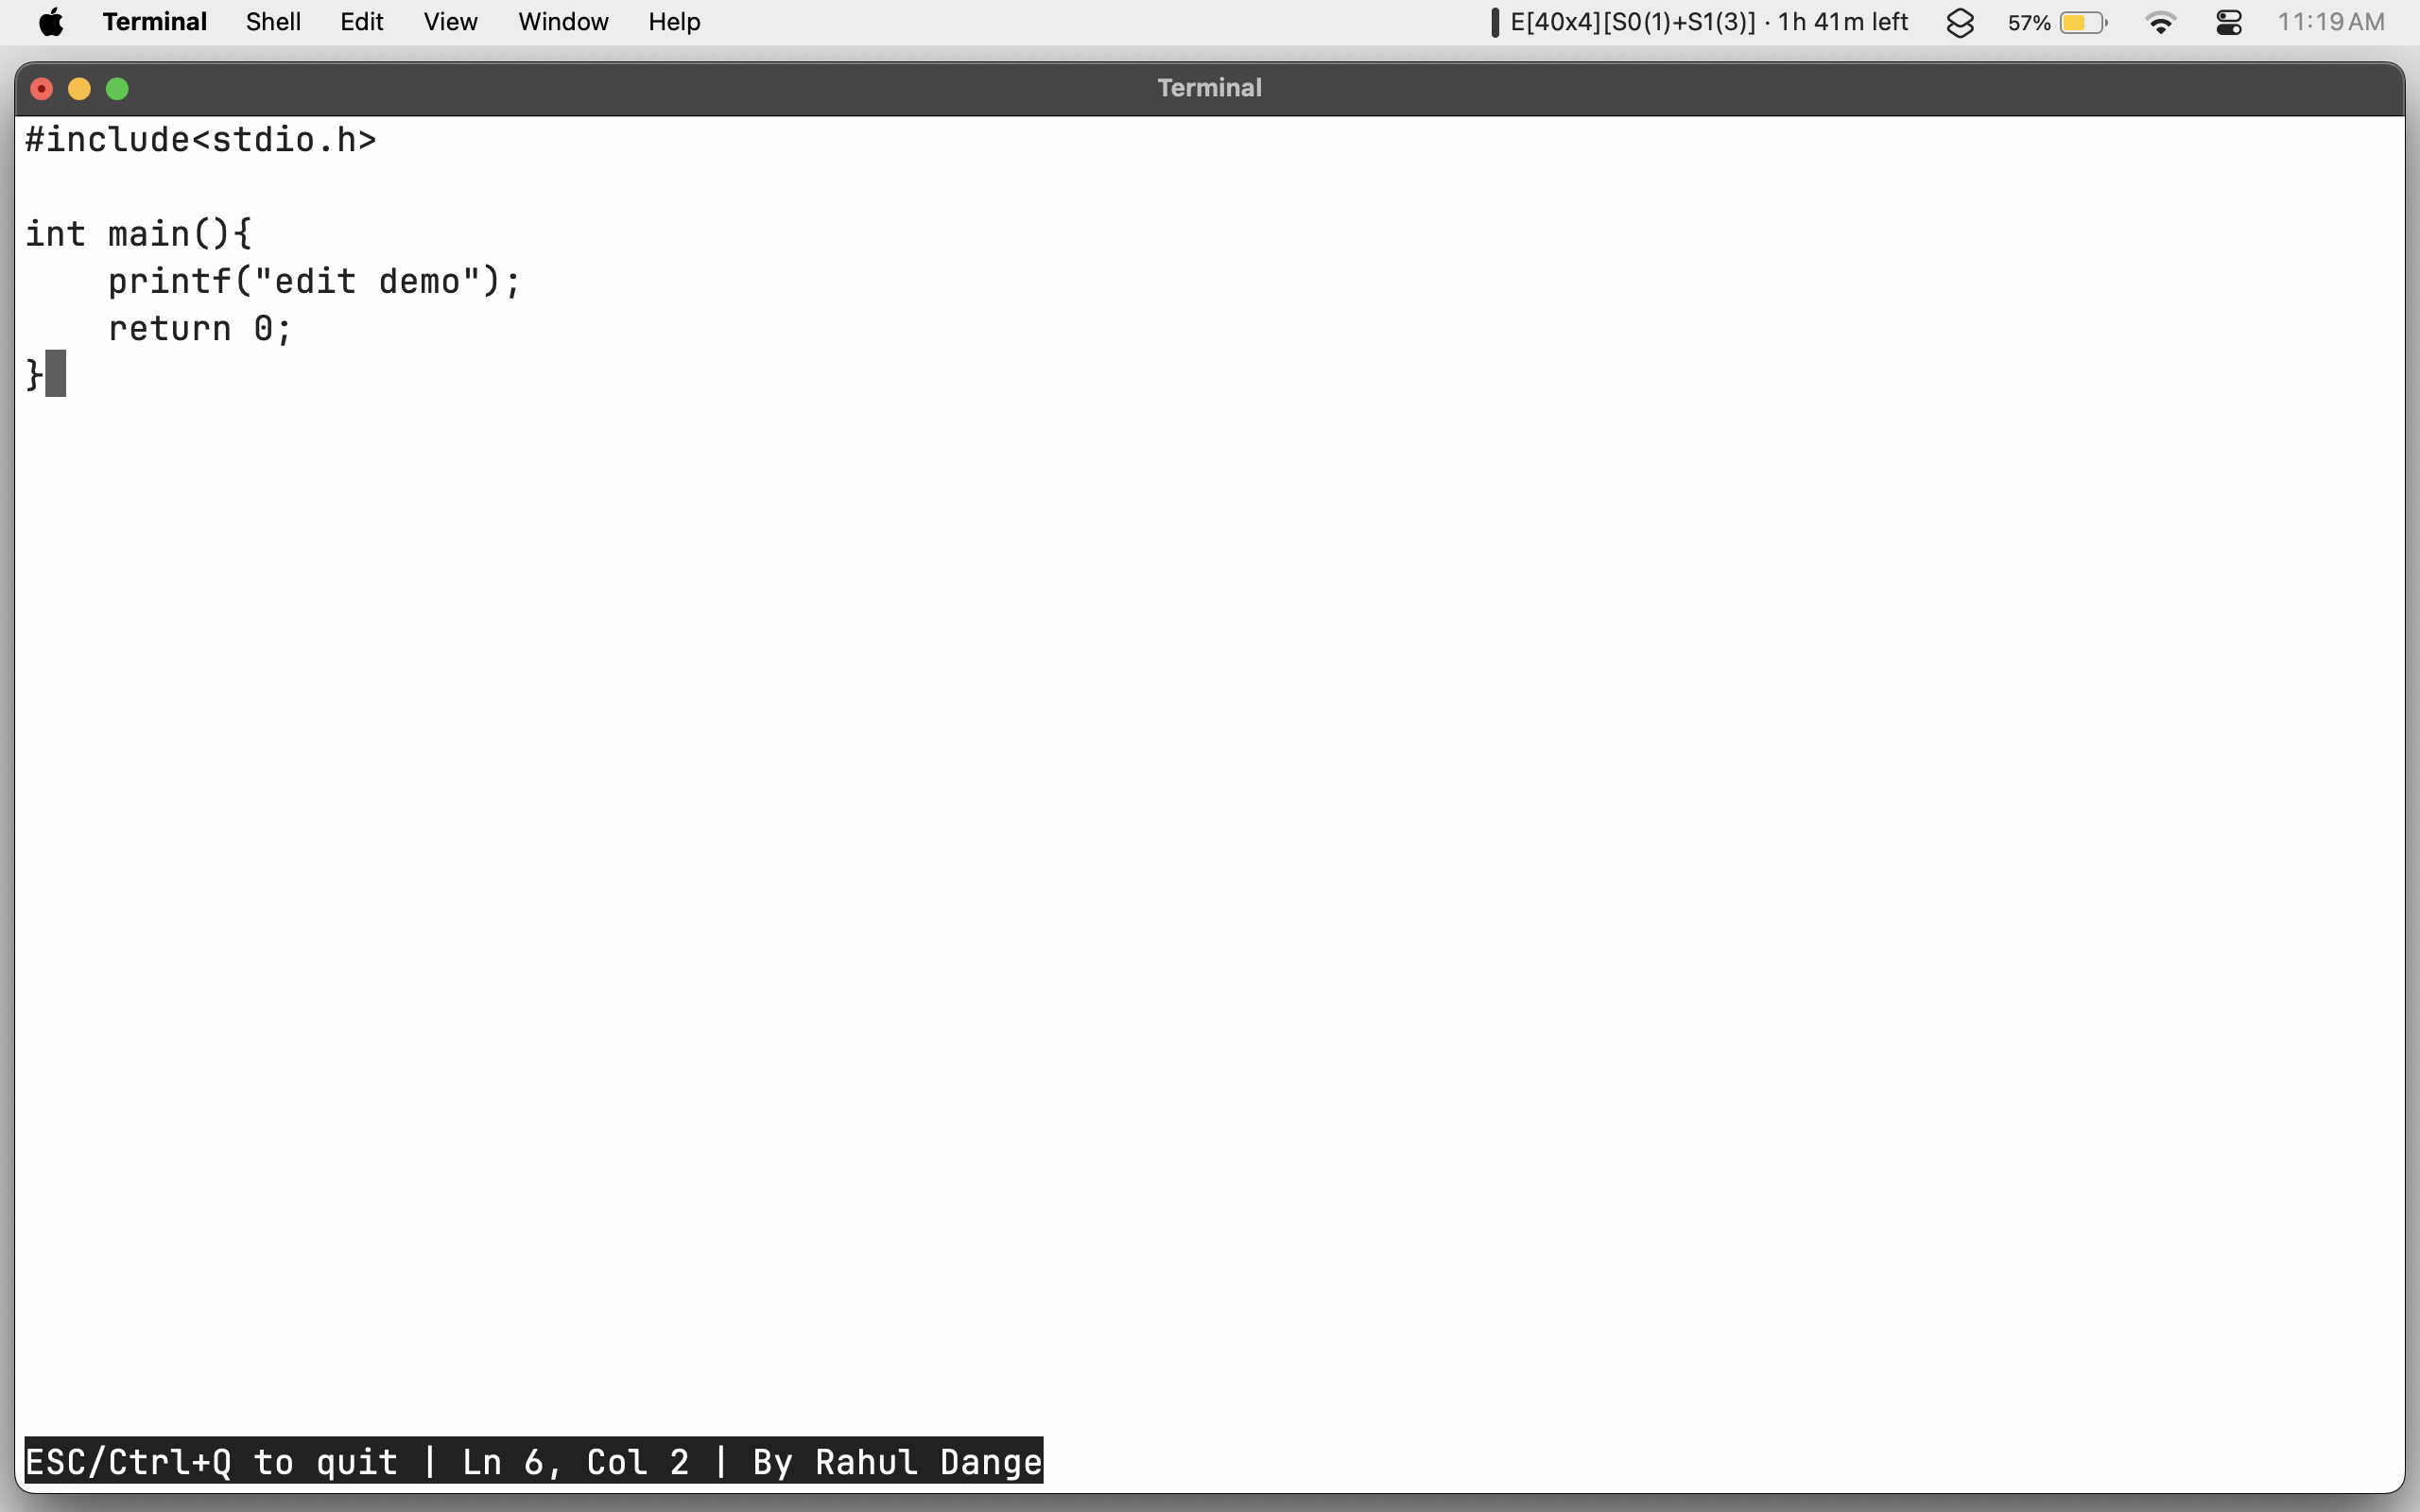 Terminal Shell Edit View Window Help E[40x4][S0(1)+S1(3)] · 1h 41m left 57% 11:19 AM
Terminal
#include<stdio.h>

int main(){
    printf("edit demo");
    return 0;
}
ESC/Ctrl+Q to quit | Ln 6, Col 2 | By Rahul Dange